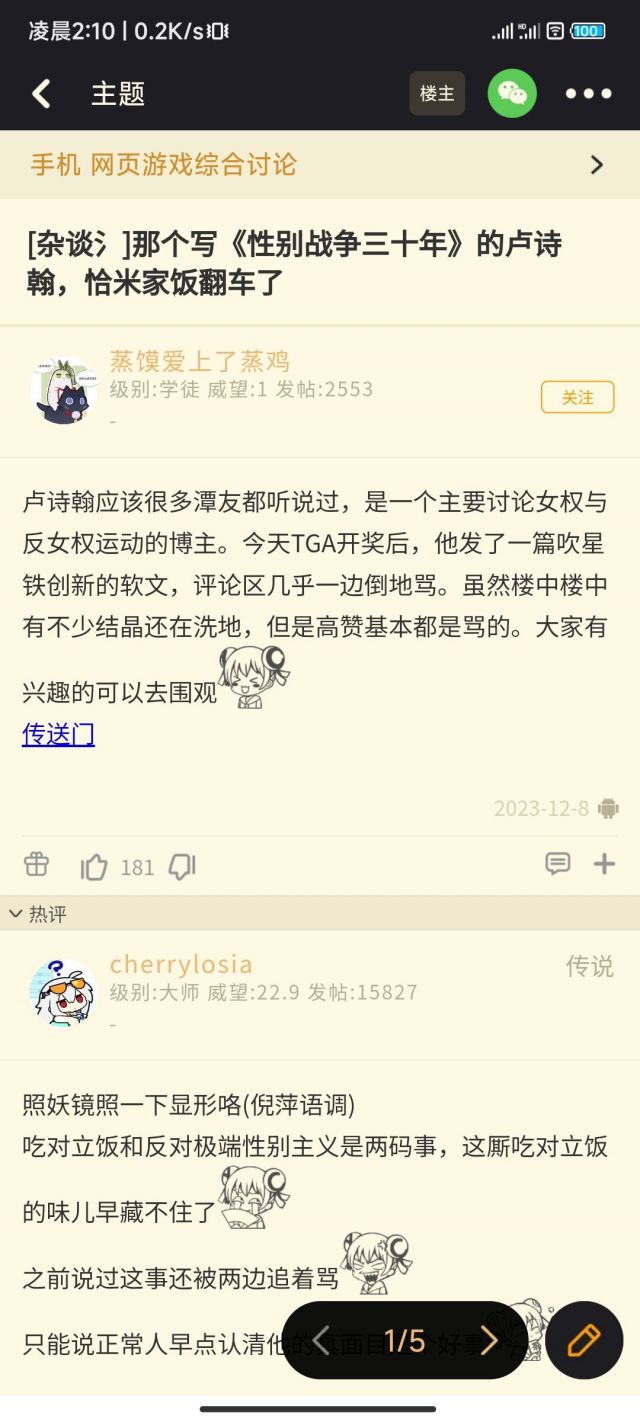 凌晨2:10 | 0.2K/s
HD
100
主题
楼主
手机 网页游戏综合讨论
[杂谈氵]那个写《性别战争三十年》的卢诗
翰，恰米家饭翻车了
蒸馍爱上了蒸鸡
级别:学徒 威望:1 发帖:2553
-
关注
卢诗翰应该很多潭友都听说过，是一个主要讨论女权与
反女权运动的博主。今天TGA开奖后，他发了一篇吹星
铁创新的软文，评论区几乎一边倒地骂。虽然楼中楼中
有不少结晶还在洗地，但是高赞基本都是骂的。大家有
兴趣的可以去围观
传送门
2023-12-8
181
热评
cherrylosia
传说
级别:大师 威望:22.9 发帖:15827
-
照妖镜照一下显形咯(倪萍语调)
吃对立饭和反对极端性别主义是两码事，这厮吃对立饭
的味儿早藏不住了
之前说过这事还被两边追着骂
只能说正常人早点认清他的真面目是个好事
1/5